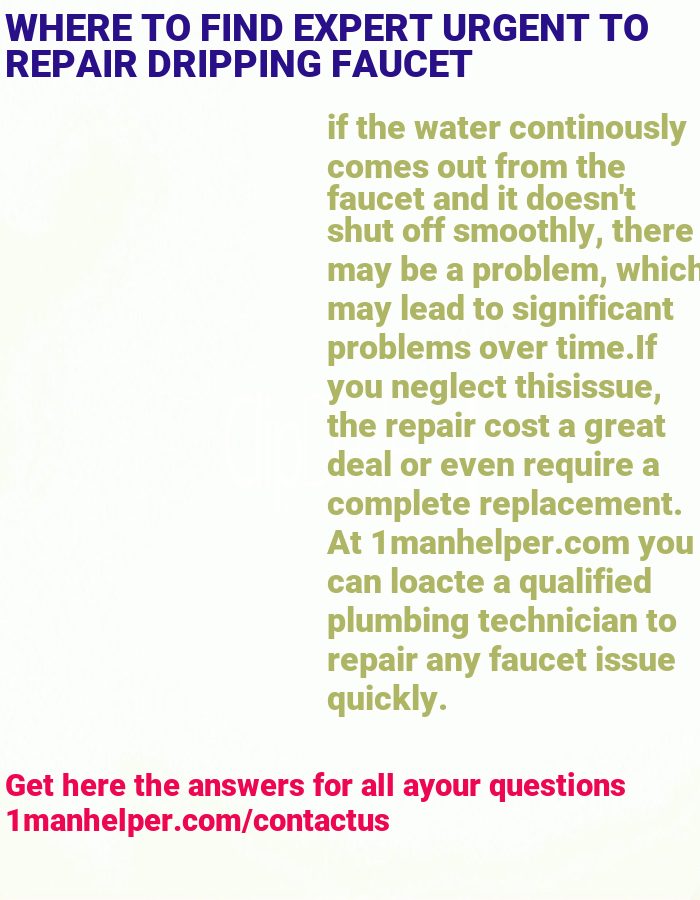 WHERE TO FIND EXPERT URGENT TO
REPAIR DRIPPING FAUCET
if the water continously
comes out from the
faucet and it doesn't
shut off smoothly, there
may be a problem, which
may lead to significant
problems over time.If
you neglect thisissue,
the repair cost a great
deal or even require a
complete replacement.
At 1manhelper.com you
can loacte a qualified
plumbing technician to
repair any faucet issue
quickly.
Get here the answers for all ayour questions
1manhelper.com/contactus